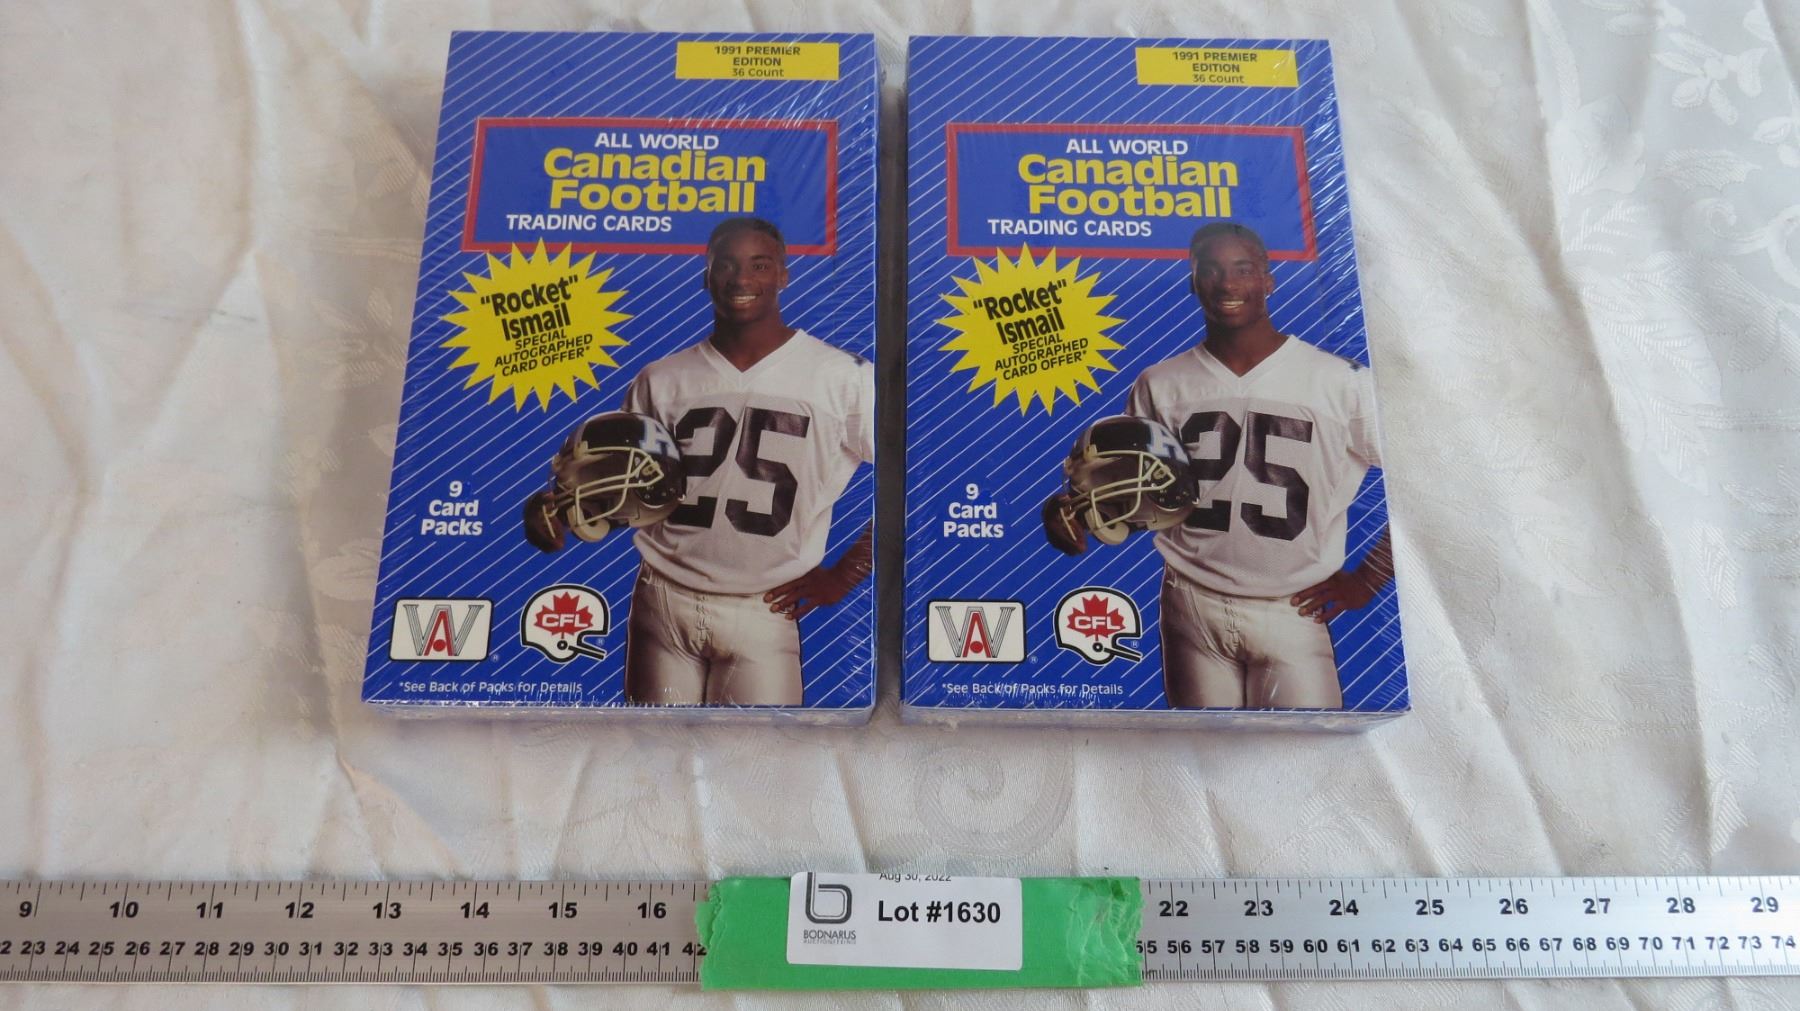 1991 PREMIER
EDITION
36 Count
ALL WORLD
Canadian
Football
TRADING CARDS
"Rocket"
Ismail
SPECIAL
AUTOGRAPHED
CARD OFFER*
25
A
9
Card
Packs
WA
®
CFL
®
*See Back of Packs for Details
1991 PREMIER
EDITION
36 Count
ALL WORLD
Canadian
Football
TRADING CARDS
"Rocket"
Ismail
SPECIAL
AUTOGRAPHED
CARD OFFER*
25
A
9
Card
Packs
WA
®
CFL
®
*See Back of Packs for Details
9 10 11 12 13 14 15 16 22 23 24 25 26 27 28 29
23 24 25 26 27 28 29 30 31 32 33 34 35 36 37 38 39 40 41 42 55 56 57 58 59 60 61 62 63 64 65 66 67 68 69 70 71 72 73 74
Aug 30, 2022
Lot #1630
BODNARUS
AUCTIONEERING